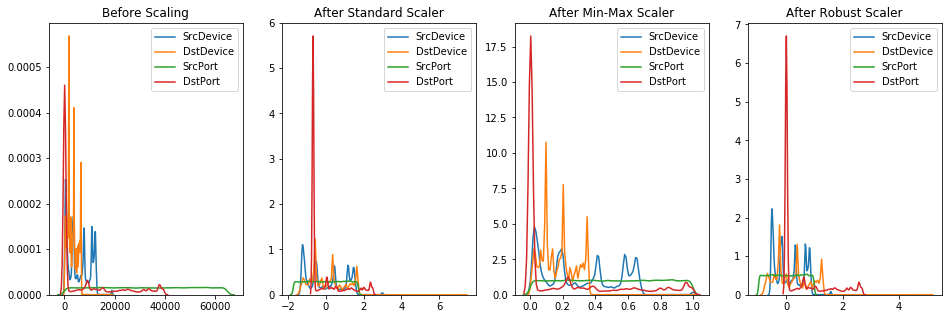 Before Scaling
SrcDevice
DstDevice
SrcPort
DstPort
0.0005
0.0004
0.0003
0.0002
0.0001
0.0000
0 20000 40000 60000
After Standard Scaler
SrcDevice
DstDevice
SrcPort
DstPort
6
5
4
3
2
1
0
−2 0 2 4 6
After Min-Max Scaler
SrcDevice
DstDevice
SrcPort
DstPort
17.5
15.0
12.5
10.0
7.5
5.0
2.5
0.0
0.0 0.2 0.4 0.6 0.8 1.0
After Robust Scaler
SrcDevice
DstDevice
SrcPort
DstPort
7
6
5
4
3
2
1
0
0 2 4